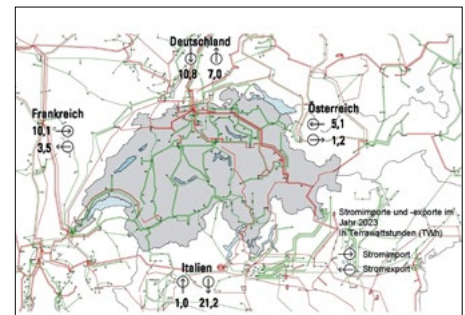 Deutschland
10,8 7,0
Frankreich
10,1
3,5
Österreich
5,1
1,2
Stromimporte und -exporte im
Jahr 2023
in Terrawattstunden (TWh)
Stromimport
Stromexport
Italien
1,0 21,2